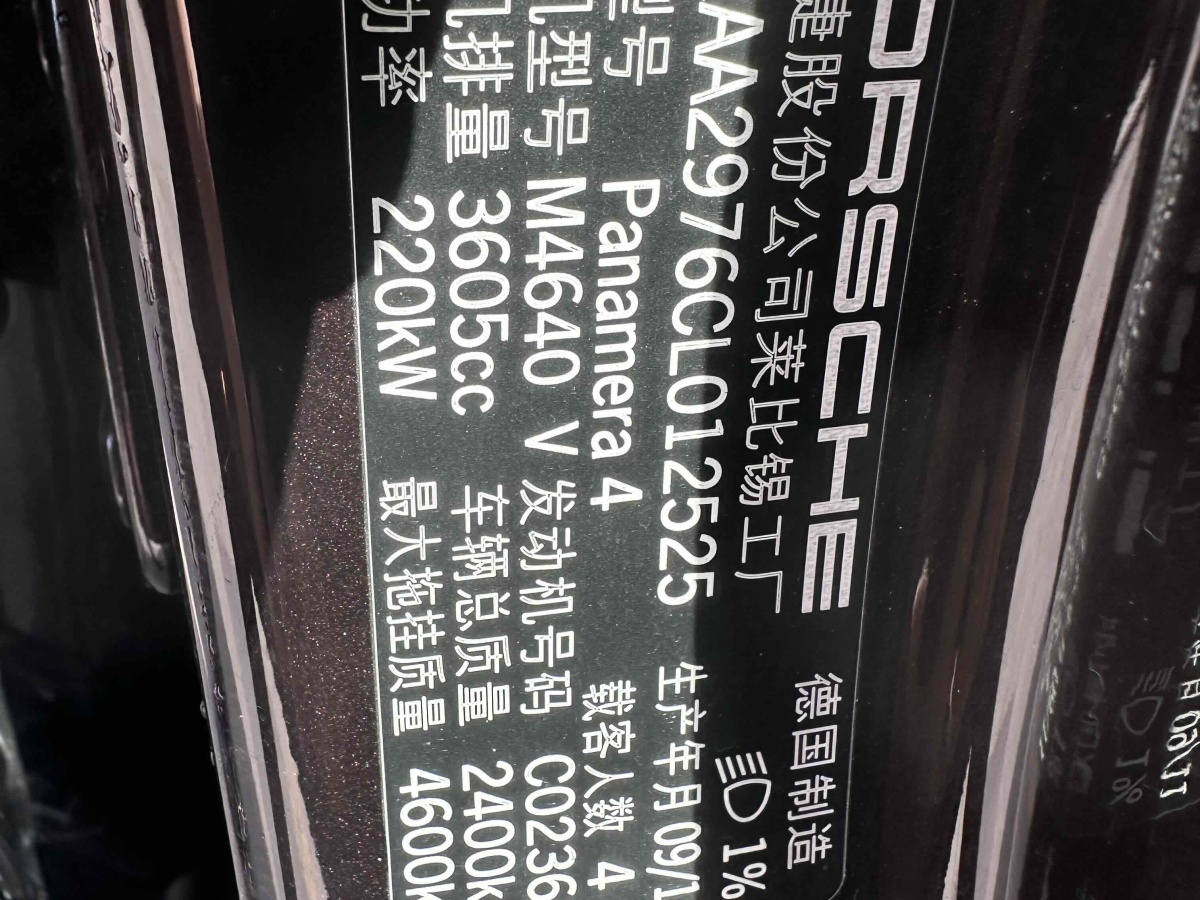 PORSCHE
捷股份公司莱比锡工厂 德国制造
1%
AA2976CL012525 生产年月 09/1
型号 Panamera 4 载客人数 4
机型号 M4640 V 发动机号码 C0236
机排量 3605cc 车辆总质量 2400k
功率 220kW 最大拖挂质量 4600k